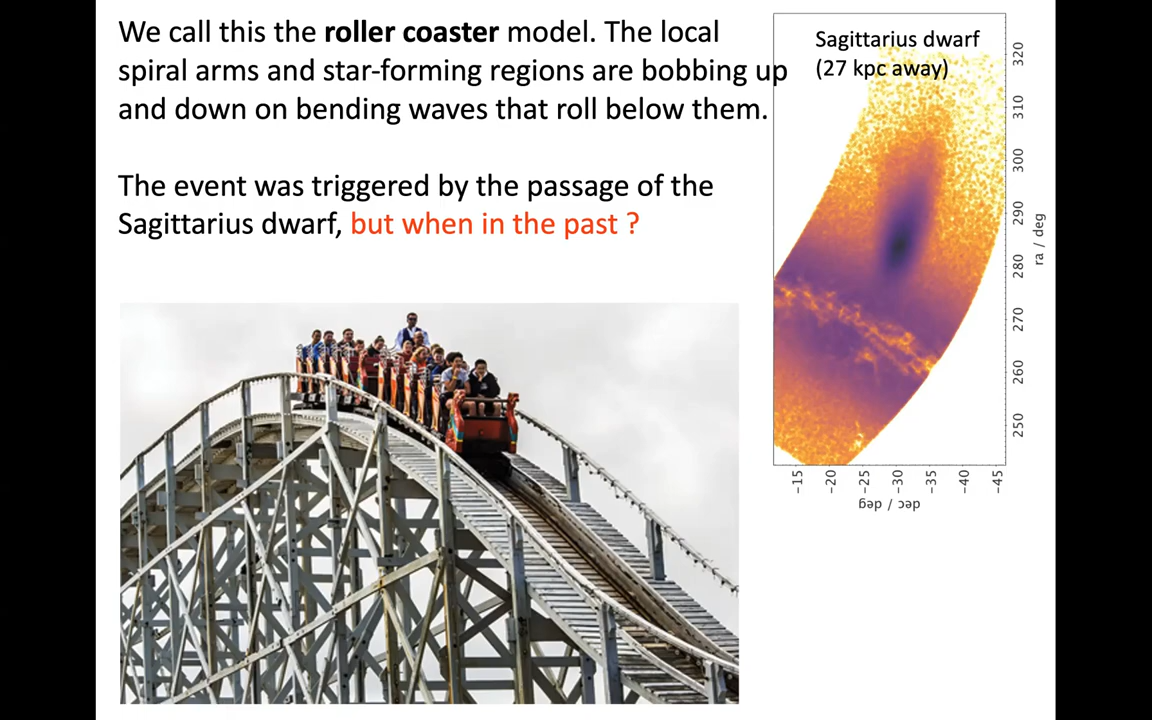 We call this the roller coaster model. The local
spiral arms and star-forming regions are bobbing up
and down on bending waves that roll below them.
The event was triggered by the passage of the
Sagittarius dwarf, but when in the past ?
Sagittarius dwarf
(27 kpc away)
320
310
300
290
280
270
260
250
ra / deg
−15
−20
−25
−30
−35
−40
−45
dec / deg